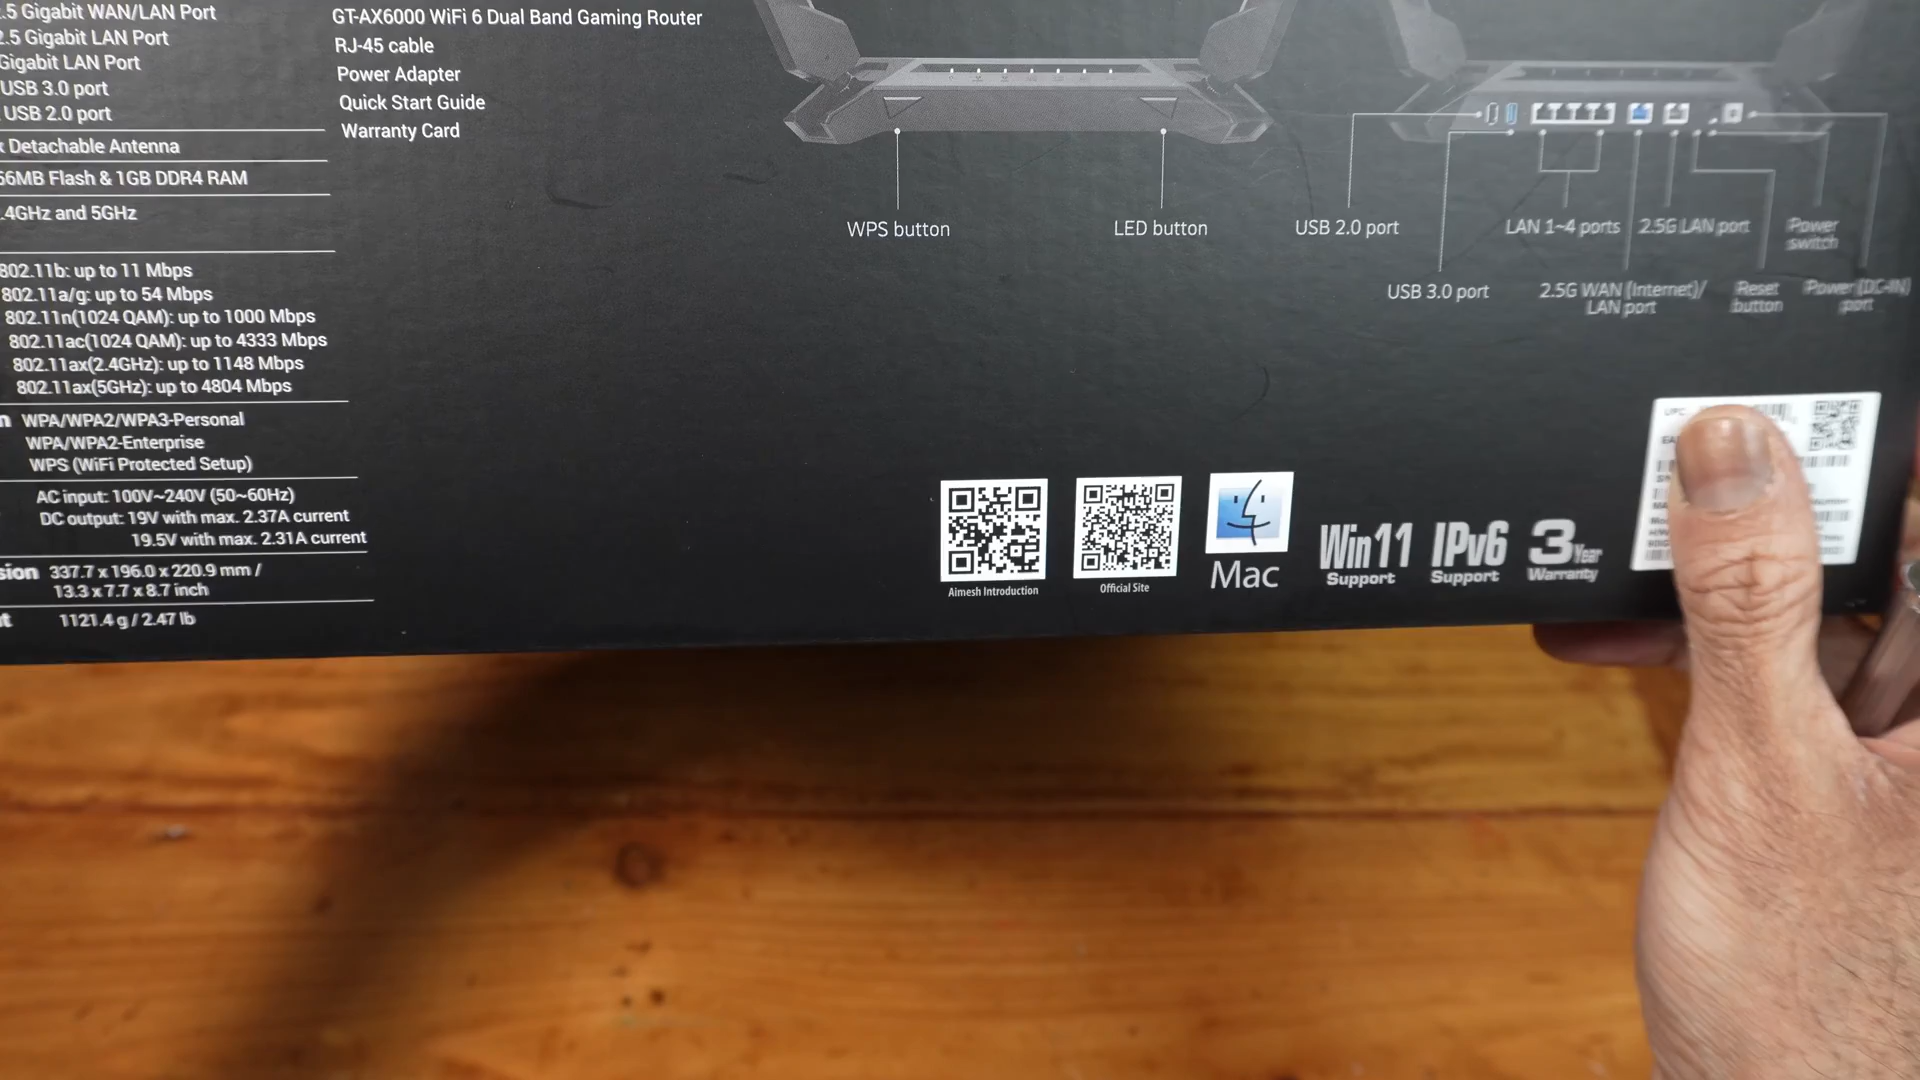 .5 Gigabit WAN/LAN Port
2.5 Gigabit LAN Port
Gigabit LAN Port
USB 3.0 port
USB 2.0 port
x Detachable Antenna
56MB Flash & 1GB DDR4 RAM
.4GHz and 5GHz
802.11b: up to 11 Mbps
802.11a/g: up to 54 Mbps
802.11n(1024 QAM): up to 1000 Mbps
802.11ac(1024 QAM): up to 4333 Mbps
802.11ax(2.4GHz): up to 1148 Mbps
802.11ax(5GHz): up to 4804 Mbps
n WPA/WPA2/WPA3-Personal
WPA/WPA2-Enterprise
WPS (WiFi Protected Setup)
AC input: 100V~240V (50~60Hz)
DC output: 19V with max. 2.37A current
19.5V with max. 2.31A current
sion 337.7 x 196.0 x 220.9 mm /
13.3 x 7.7 x 8.7 inch
t 1121.4 g / 2.47 lb
GT-AX6000 WiFi 6 Dual Band Gaming Router
RJ-45 cable
Power Adapter
Quick Start Guide
Warranty Card
WPS button
LED button
USB 2.0 port
LAN 1~4 ports
2.5G LAN port
Power
switch
USB 3.0 port
2.5G WAN (Internet)/
LAN port
Reset
button
Power (DC-IN)
port
Aimesh Introduction
Official Site
Mac
Win11
Support
IPv6
Support
3 Year
Warranty
UPC